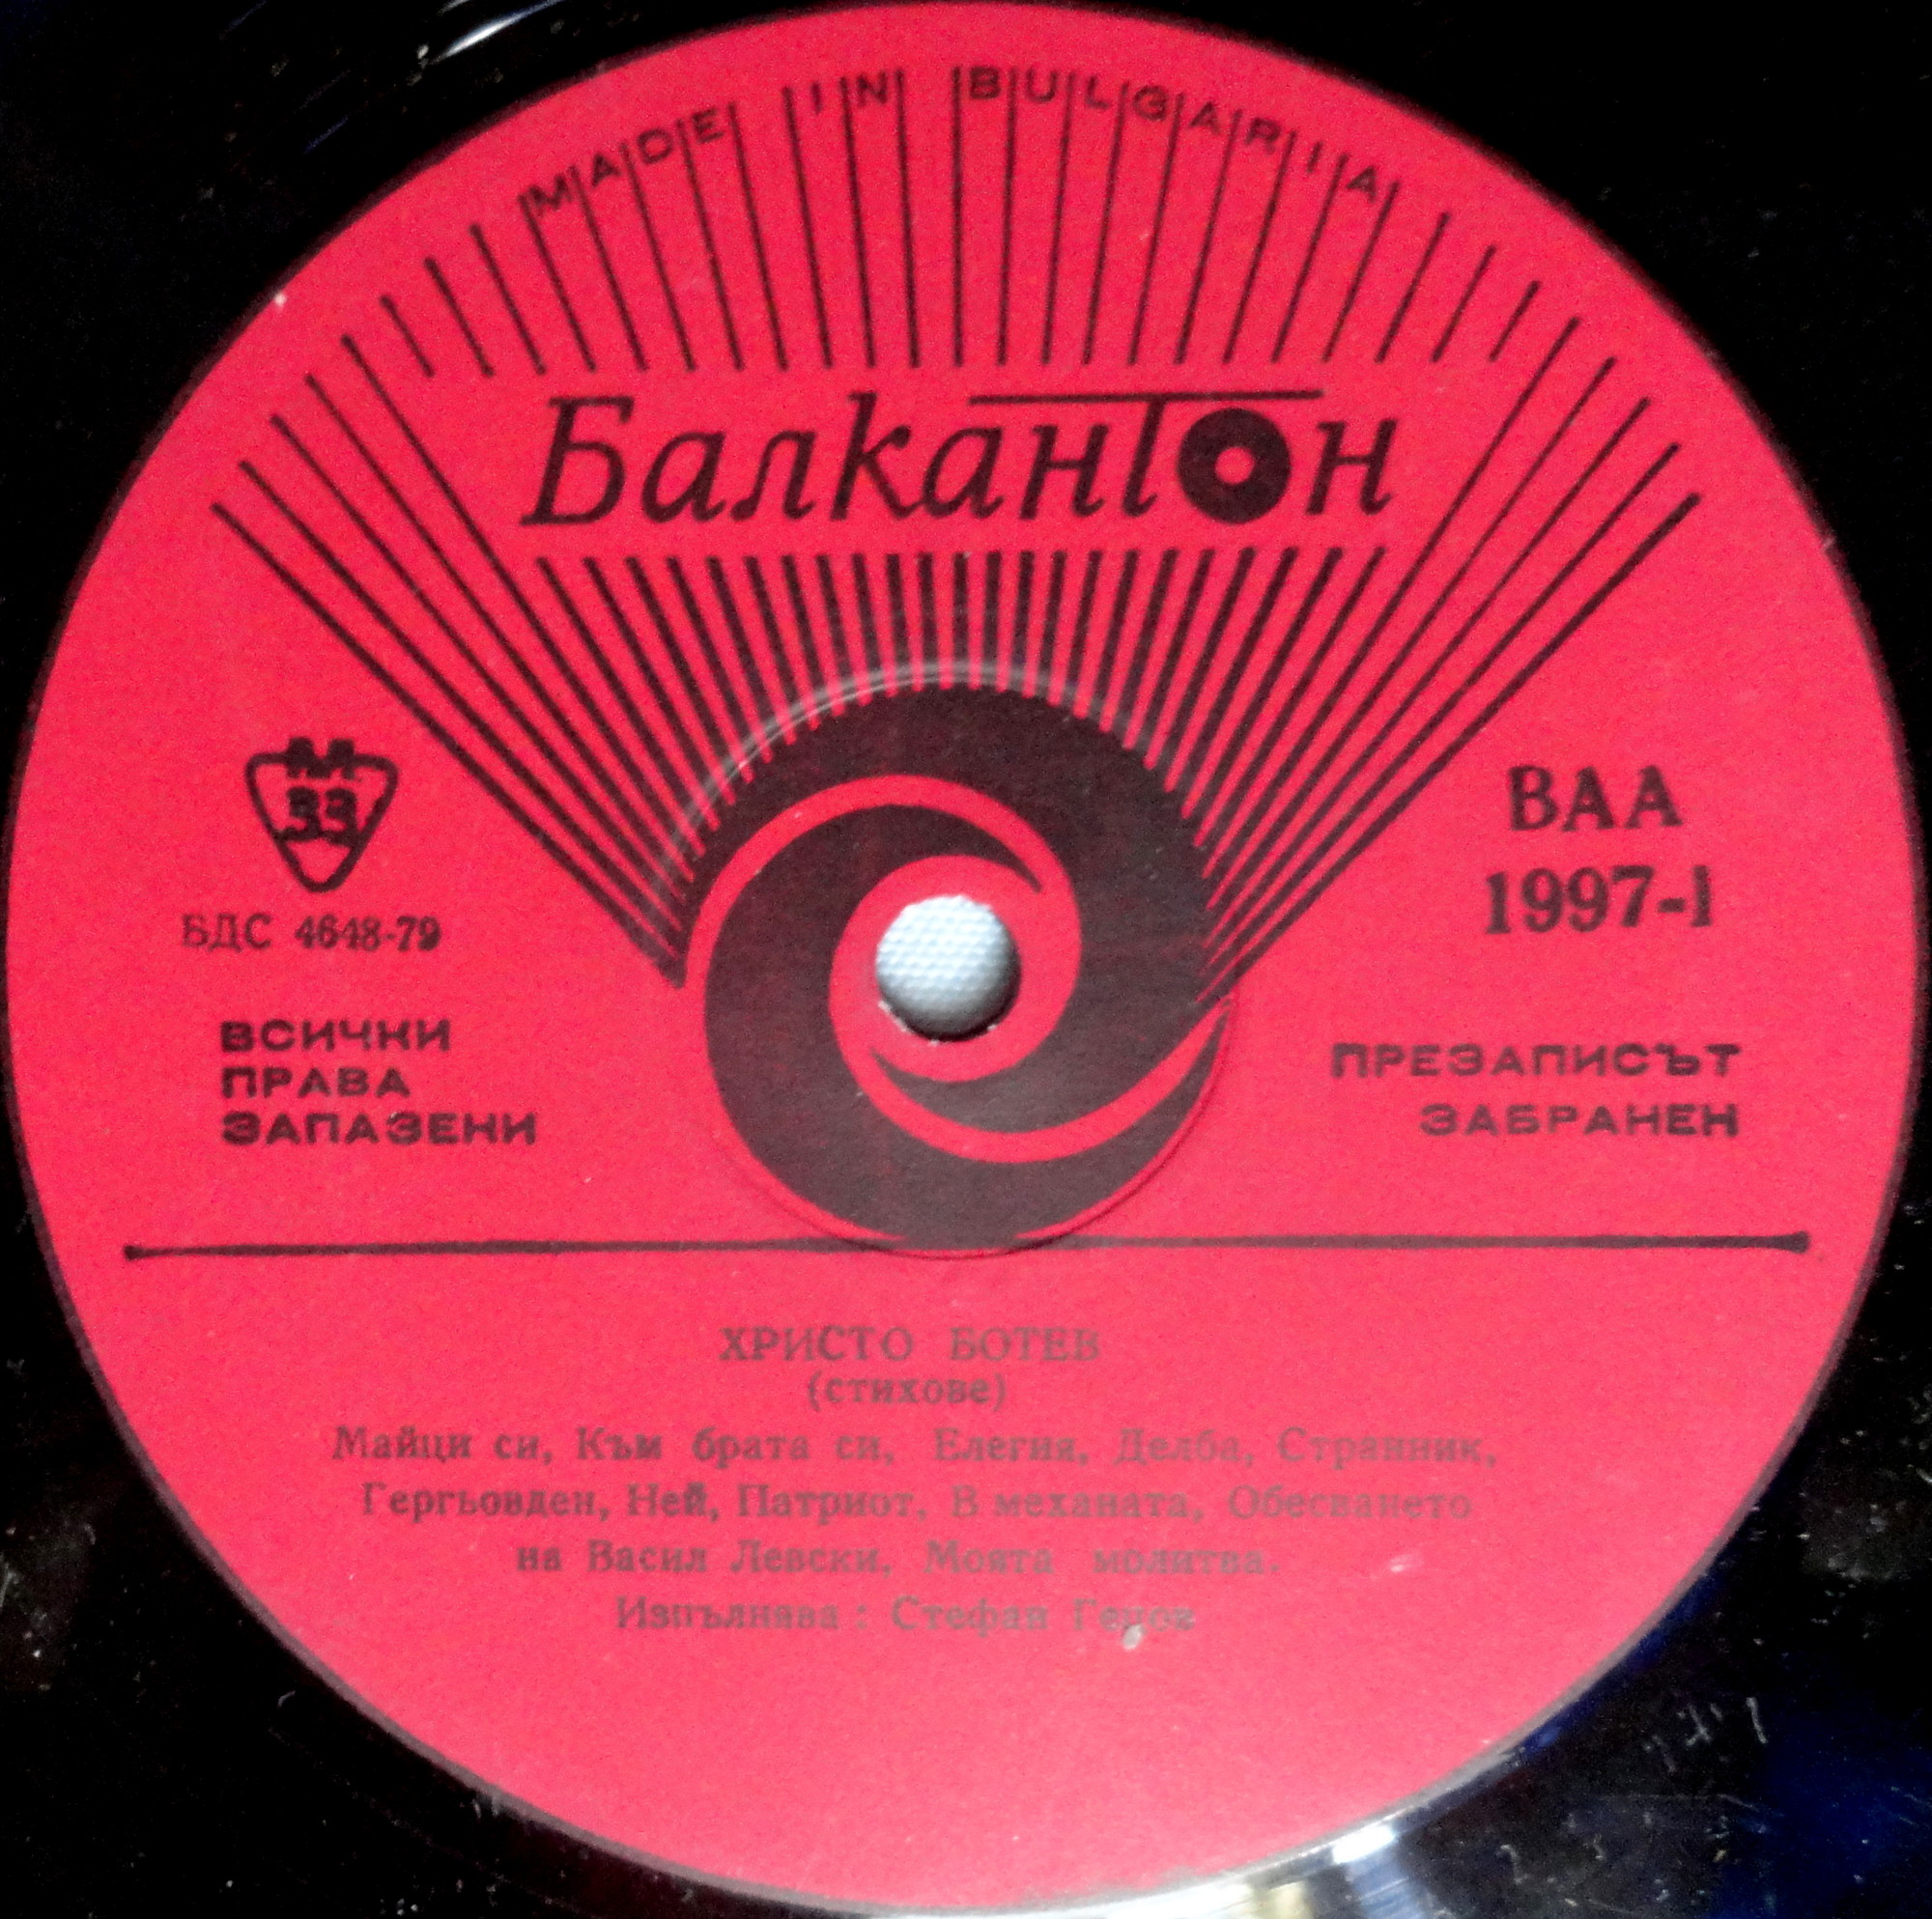 MADE IN BULGARIA
Балкантон
М
33
БДС 4648-79
ВАА
1997-I
ВСИЧКИ
ПРАВА
ЗАПАЗЕНИ
ПРЕЗАПИСЪТ
ЗАБРАНЕН
ХРИСТО БОТЕВ
(стихове)
Майци си, Към брата си, Елегия, Делба, Странник,
Гергьовден, Ней, Патриот, В механата, Обесването
на Васил Левски, Моята молитва.
Изпълнява: Стефан Гецов